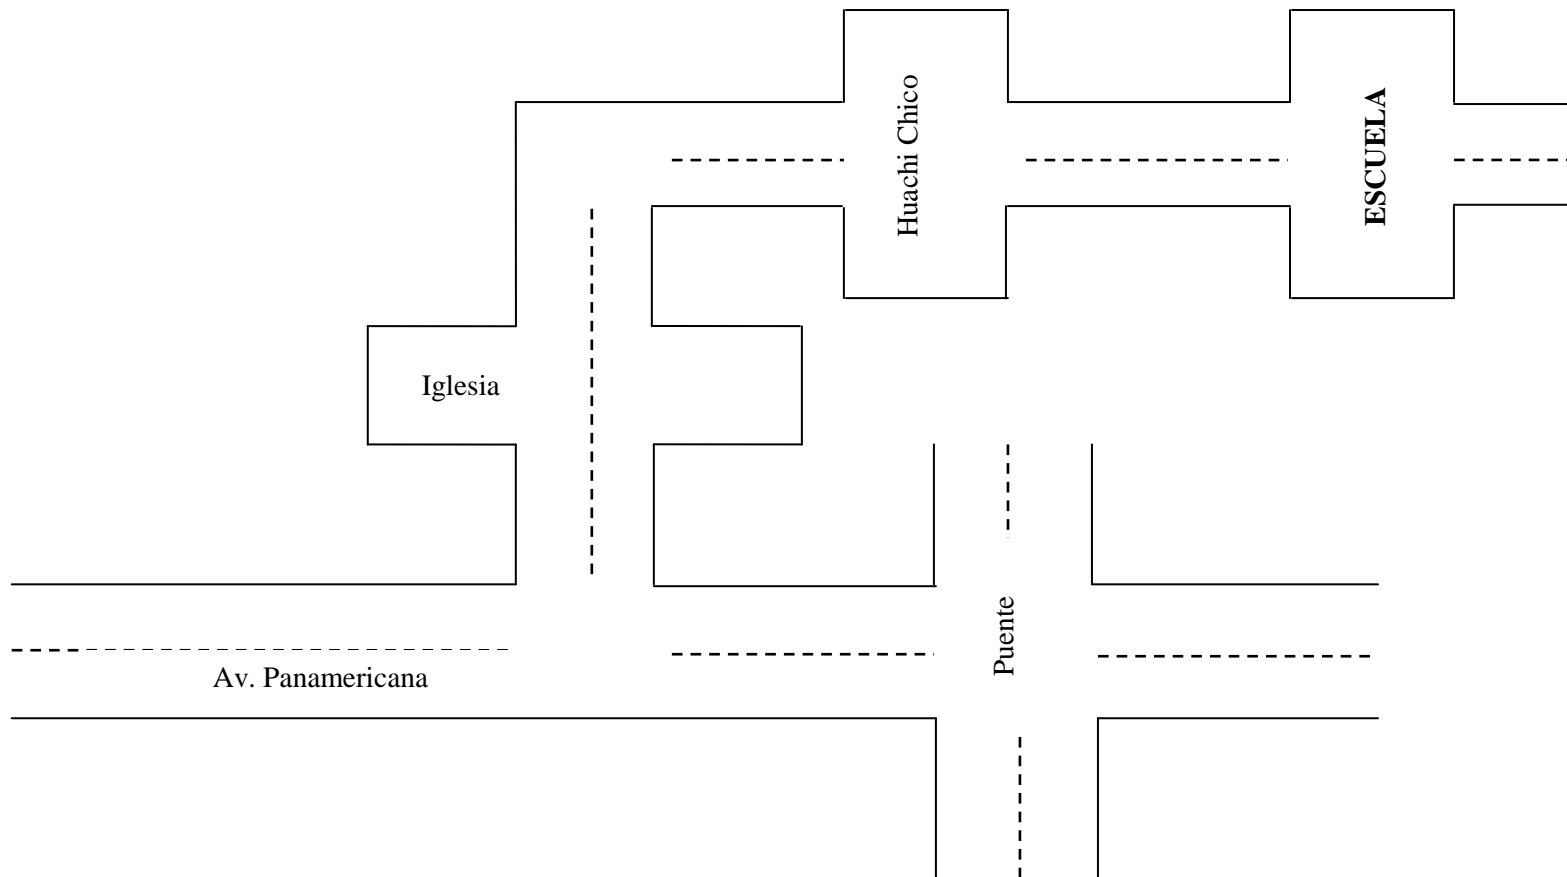 Huachi Chico
ESCUELA
Iglesia
Puente
Av. Panamericana